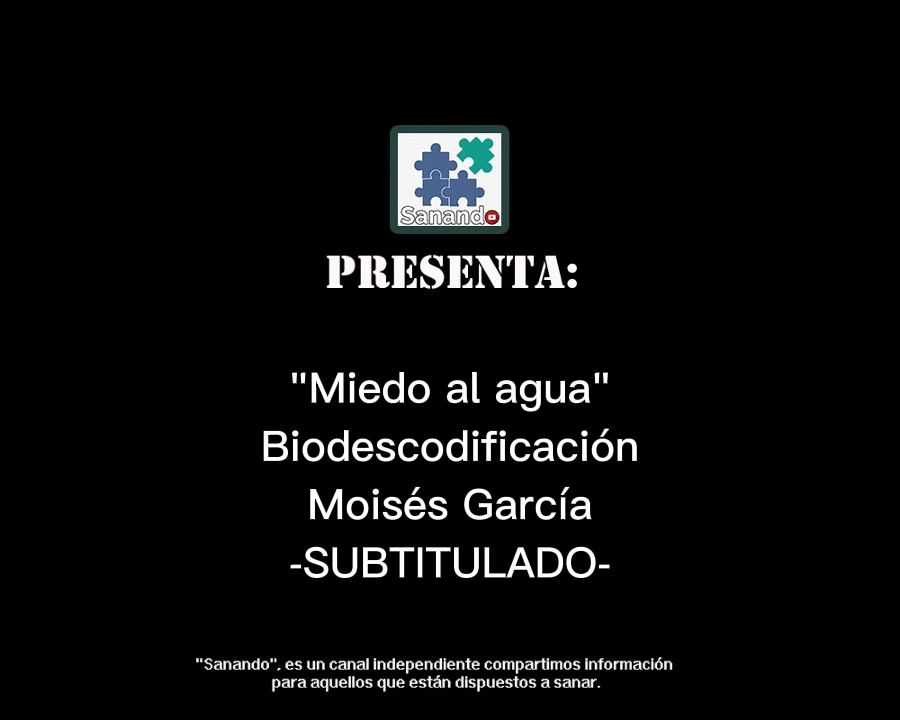 Sanando
PRESENTA:
"Miedo al agua"
Biodescodificación
Moisés García
-SUBTITULADO-
"Sanando", es un canal independiente compartimos información
para aquellos que están dispuestos a sanar.